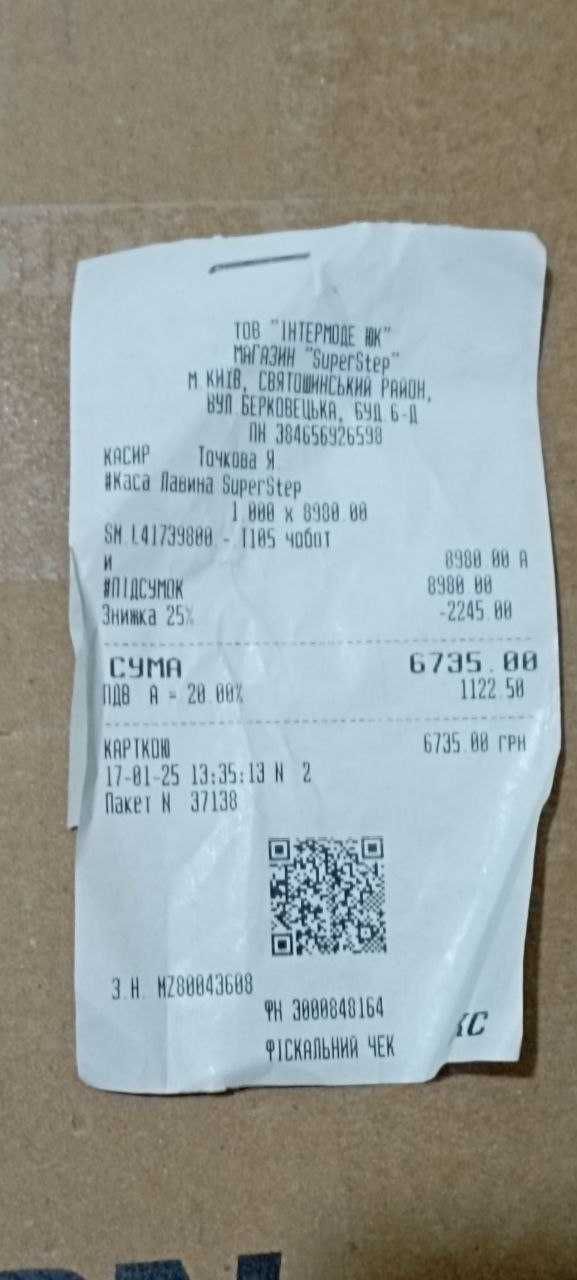 ТОВ "ІНТЕРМОДЕ ЮК"
МАГАЗИН "SuperStep"
М.КИЇВ, СВЯТОШИНСЬКИЙ РАЙОН,
ВУЛ.БЕРКОВЕЦЬКА, БУД 6-Д
ПН 384656926598
КАСИР Точкова Я
#Каса Лавина SuperStep
1.000 x 8980.00
SM.L41739800.- T105 чобот
и 8980.00 А
#ПІДСУМОК 8980.00
Знижка 25% -2245.00
СУМА 6735.00
ПДВ А = 20.00% 1122.50
КАРТКОЮ 6735.00 ГРН
17-01-25 13:35:13 N 2
Пакет N 37138
З.Н. MZ80043608
ФН 3000848164
ФІСКАЛЬНИЙ ЧЕК